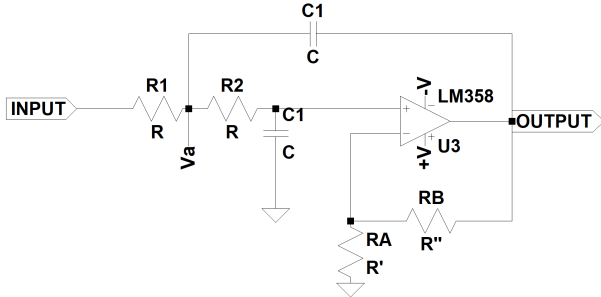 C1
C
R1
R2
INPUT
R
R
C1
C
Va
-V
LM358
+
−
−
+
+V
U3
OUTPUT
RB
R"
RA
R'